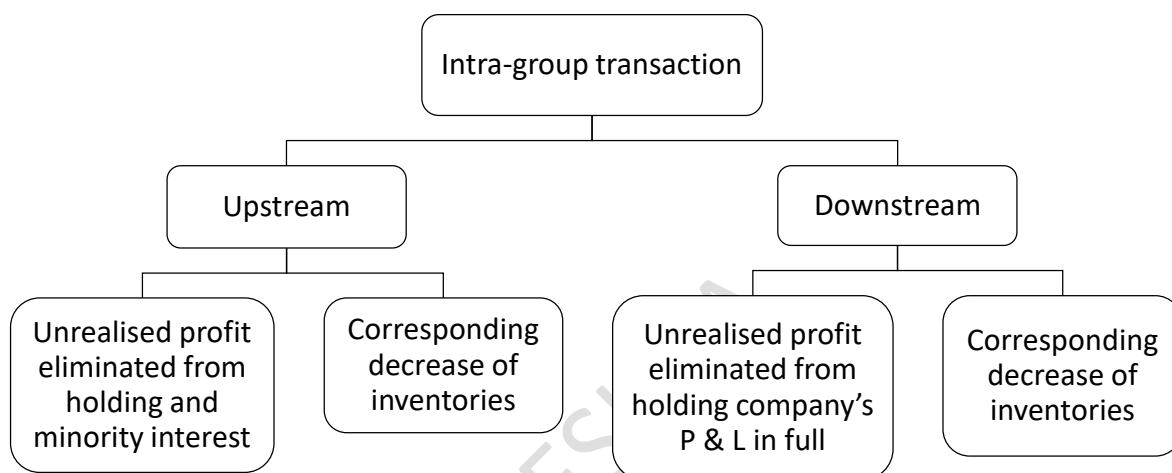 Intra-group transaction
Upstream
Downstream
Unrealised profit
eliminated from
holding and
minority interest
Corresponding
decrease of
inventories
Unrealised profit
eliminated from
holding company’s
P & L in full
Corresponding
decrease of
inventories